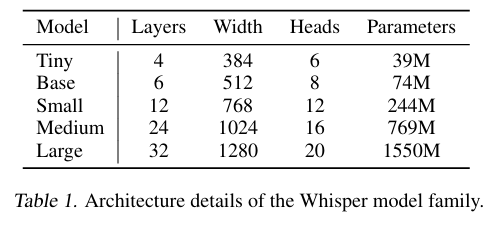 Model Layers Width Heads Parameters
Tiny 4 384 6 39M
Base 6 512 8 74M
Small 12 768 12 244M
Medium 24 1024 16 769M
Large 32 1280 20 1550M
Table 1. Architecture details of the Whisper model family.